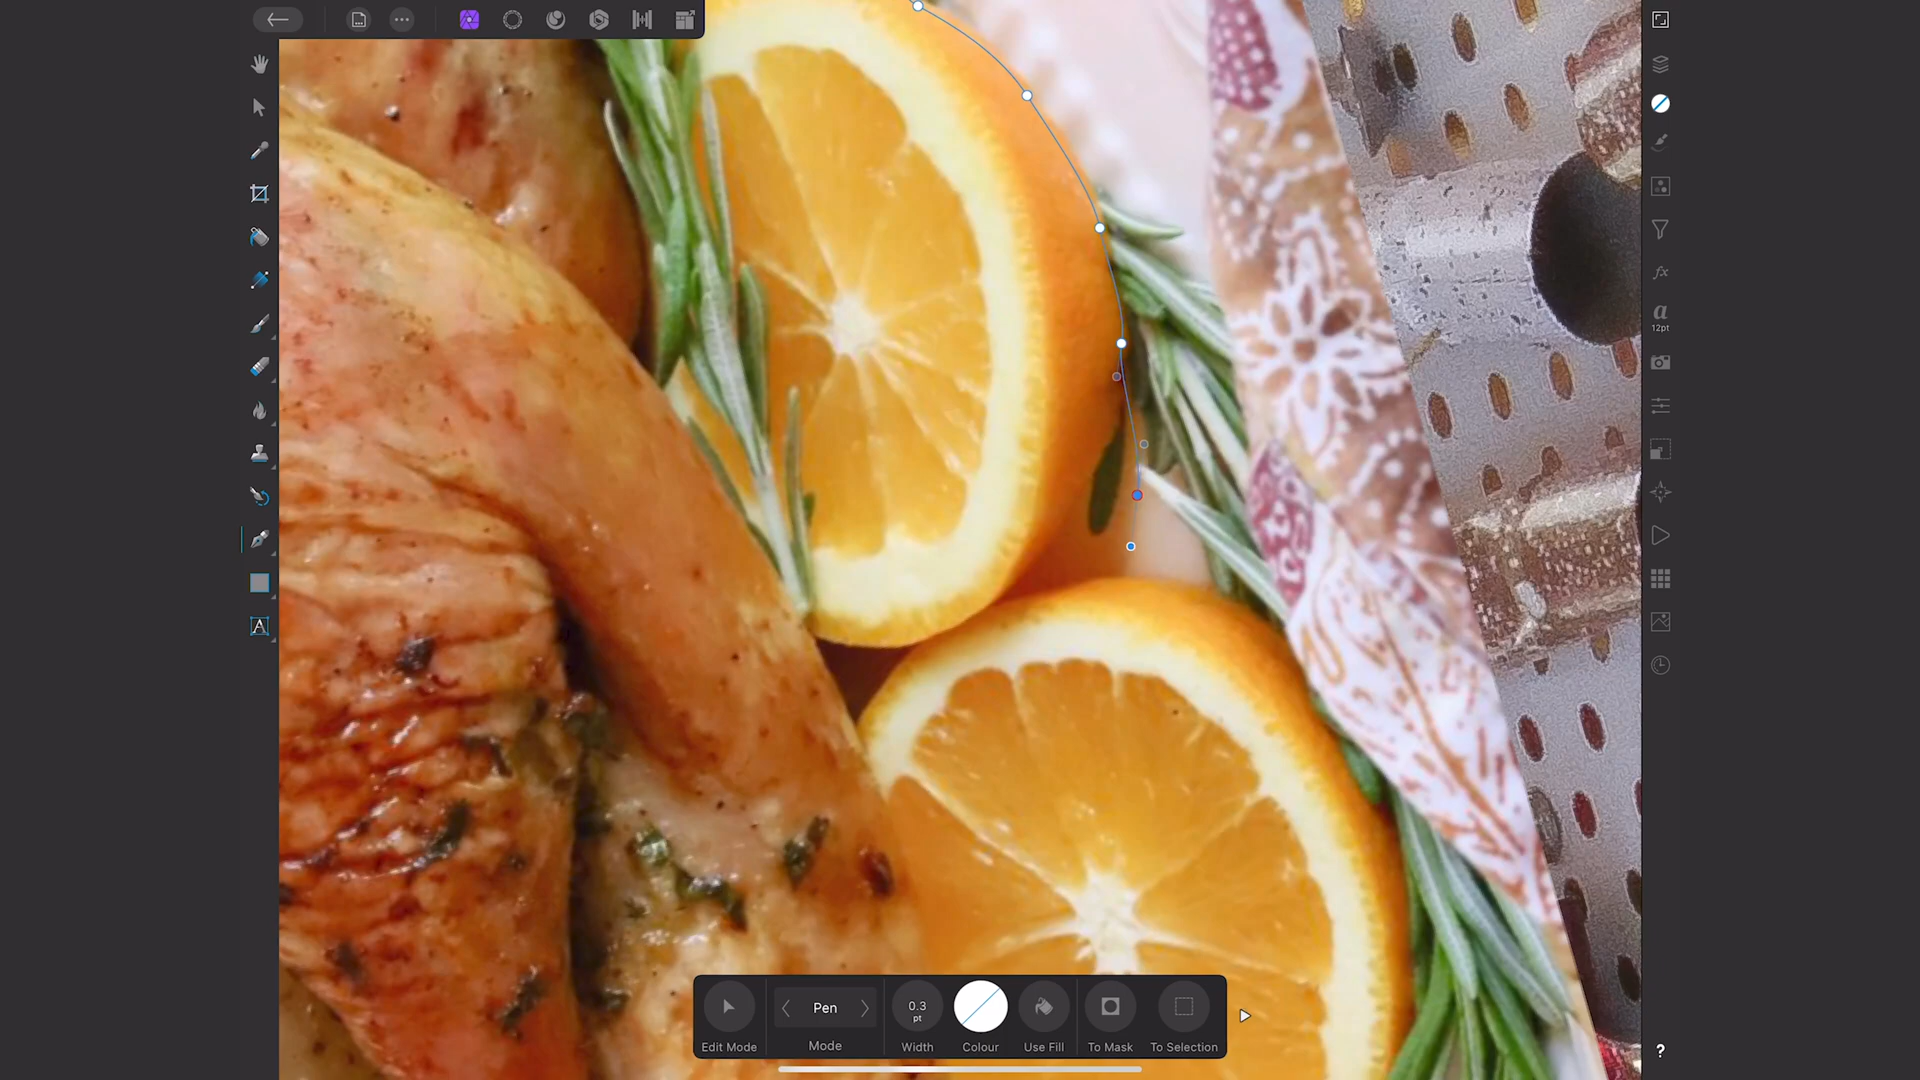 a
12pt
fx
A
Pen
0.3
pt
Edit Mode
Mode
Width
Colour
Use Fill
To Mask
To Selection
?